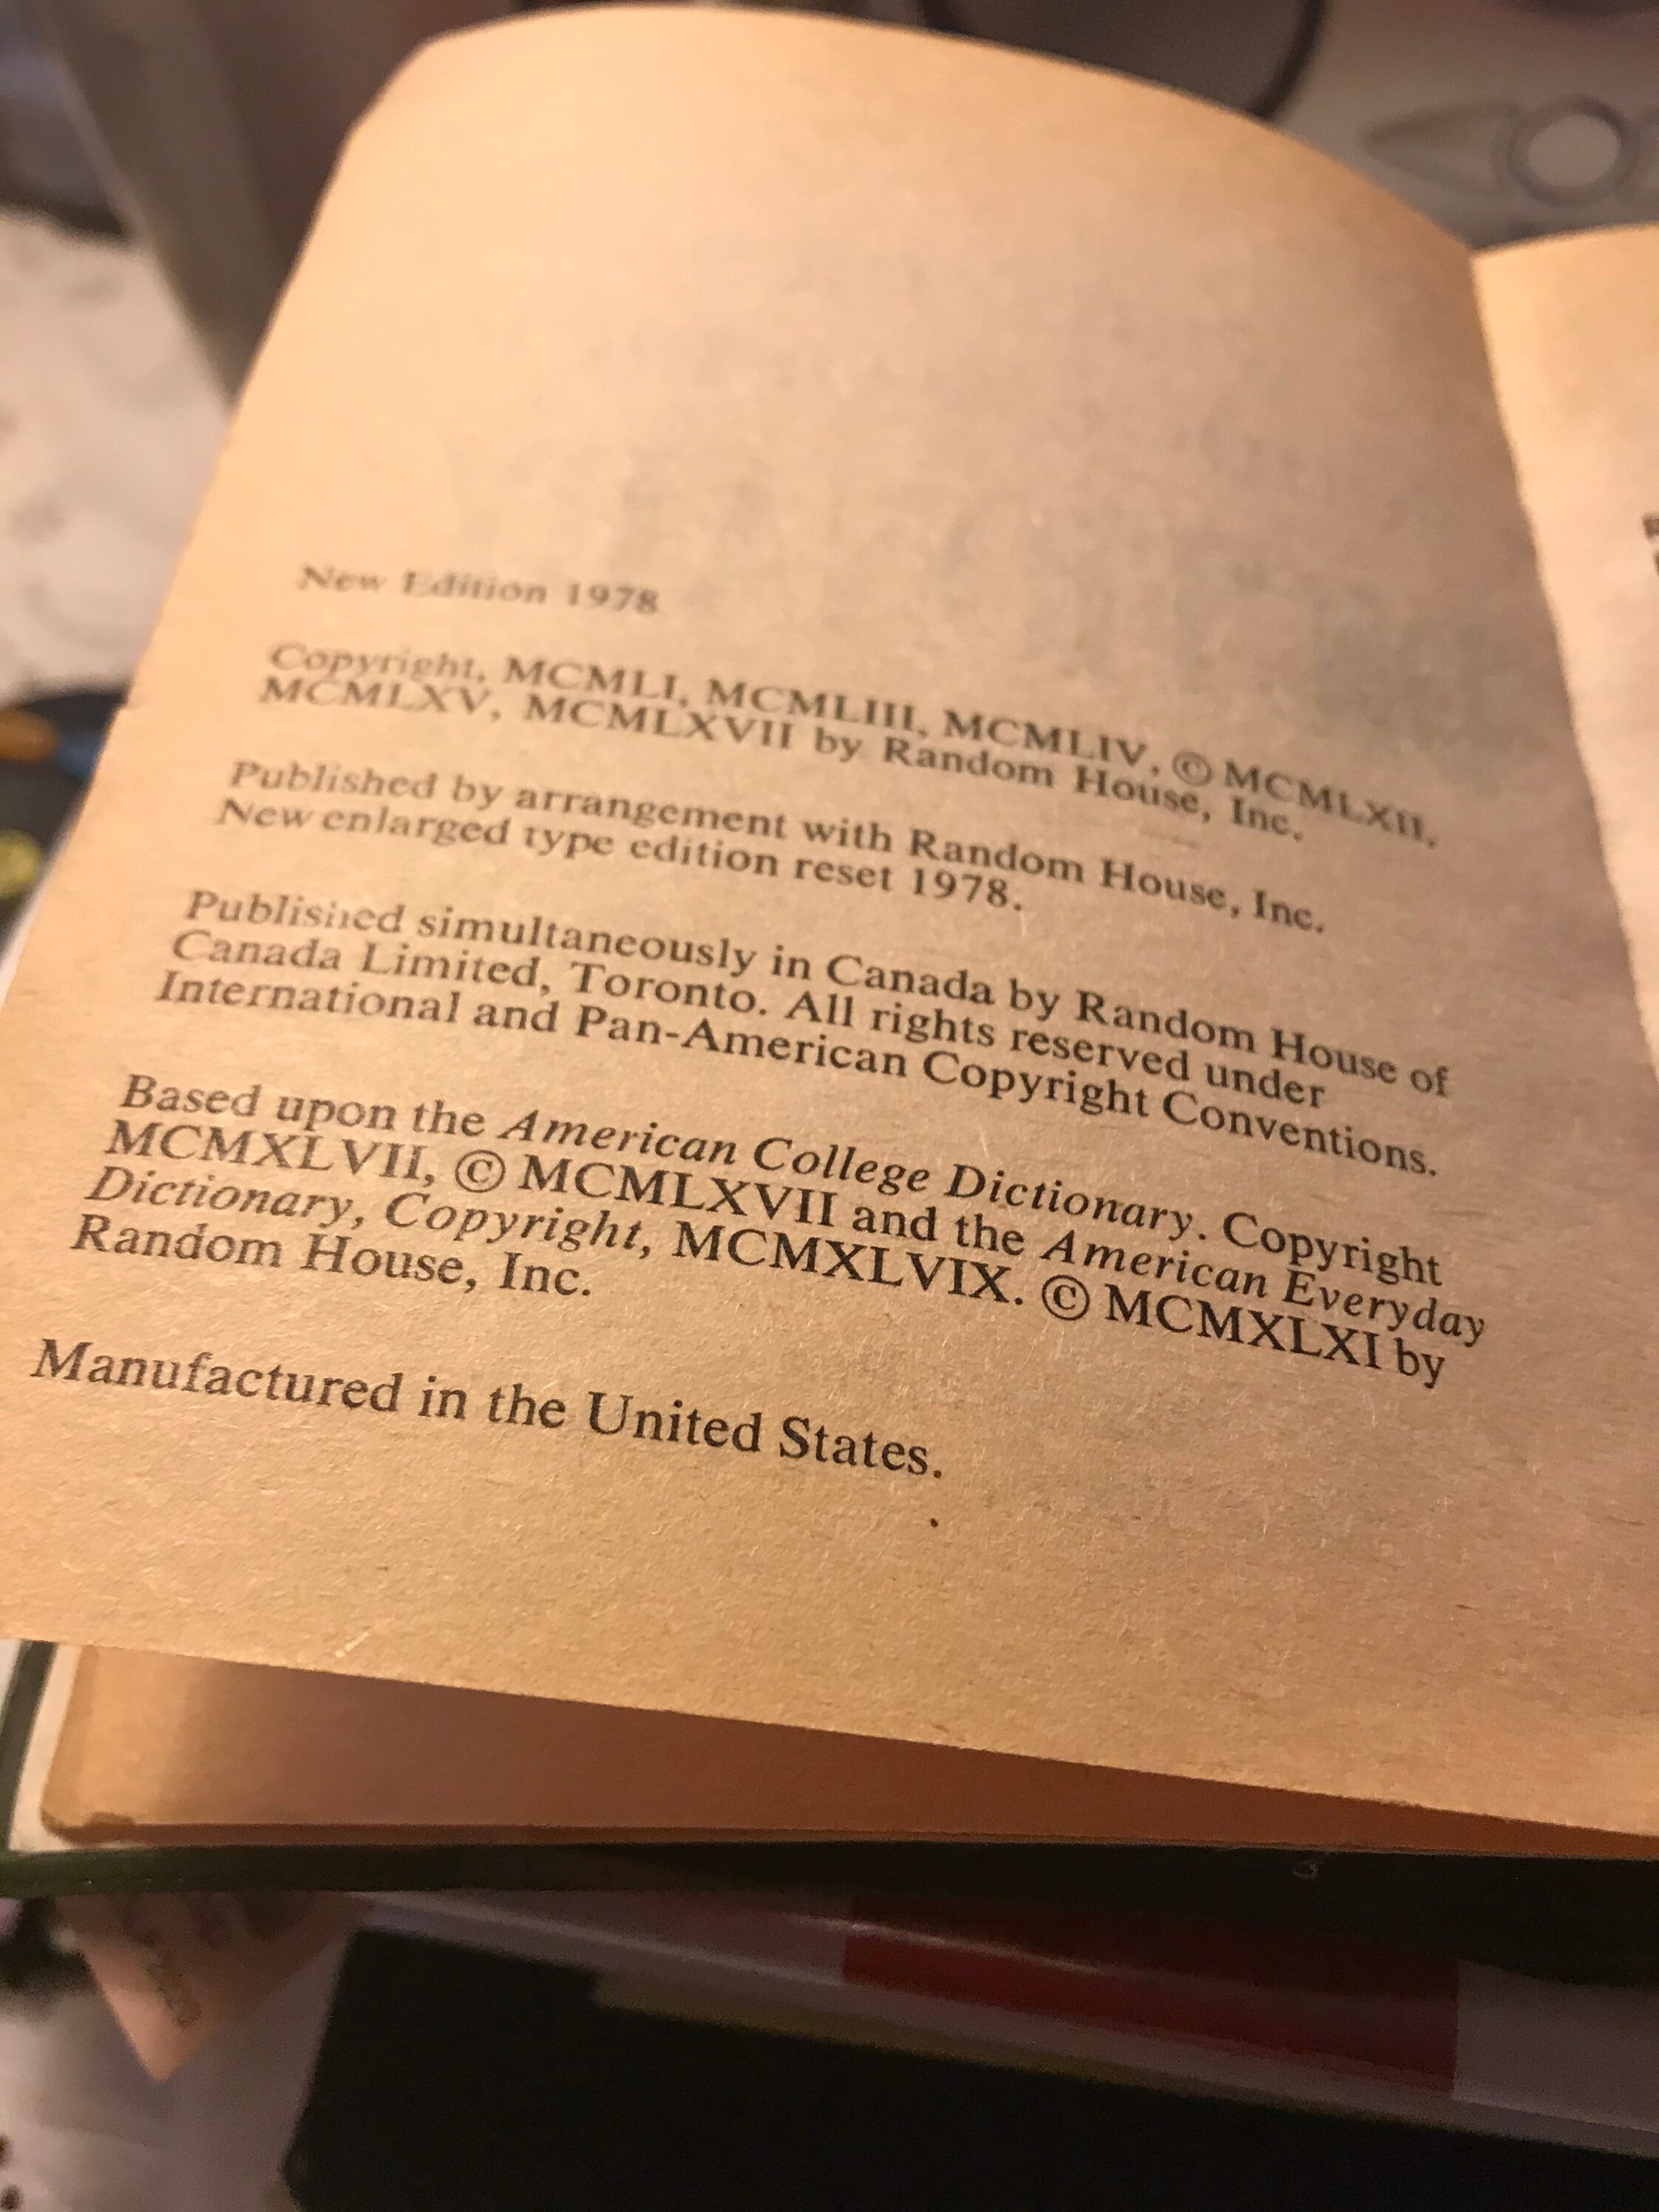 New Edition 1978
Copyright, MCMLI, MCMLIII, MCMLIV, © MCMLXII,
MCMLXV, MCMLXVII by Random House, Inc.
Published by arrangement with Random House, Inc.
New enlarged type edition reset 1978.
Published simultaneously in Canada by Random House of
Canada Limited, Toronto. All rights reserved under
International and Pan-American Copyright Conventions.
Based upon the American College Dictionary. Copyright
MCMXLVII, © MCMLXVII and the American Everyday
Dictionary, Copyright, MCMXLVIX. © MCMXLXI by
Random House, Inc.
Manufactured in the United States.